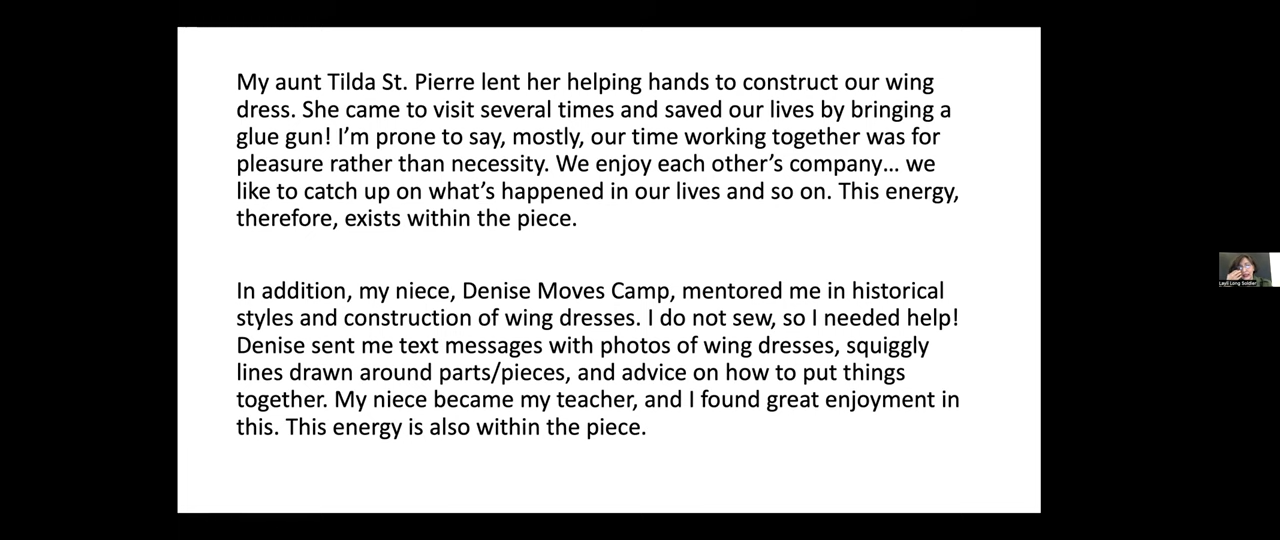 My aunt Tilda St. Pierre lent her helping hands to construct our wing
dress. She came to visit several times and saved our lives by bringing a
glue gun! I’m prone to say, mostly, our time working together was for
pleasure rather than necessity. We enjoy each other’s company… we
like to catch up on what’s happened in our lives and so on. This energy,
therefore, exists within the piece.
In addition, my niece, Denise Moves Camp, mentored me in historical
styles and construction of wing dresses. I do not sew, so I needed help!
Denise sent me text messages with photos of wing dresses, squiggly
lines drawn around parts/pieces, and advice on how to put things
together. My niece became my teacher, and I found great enjoyment in
this. This energy is also within the piece.
Layli Long Soldier